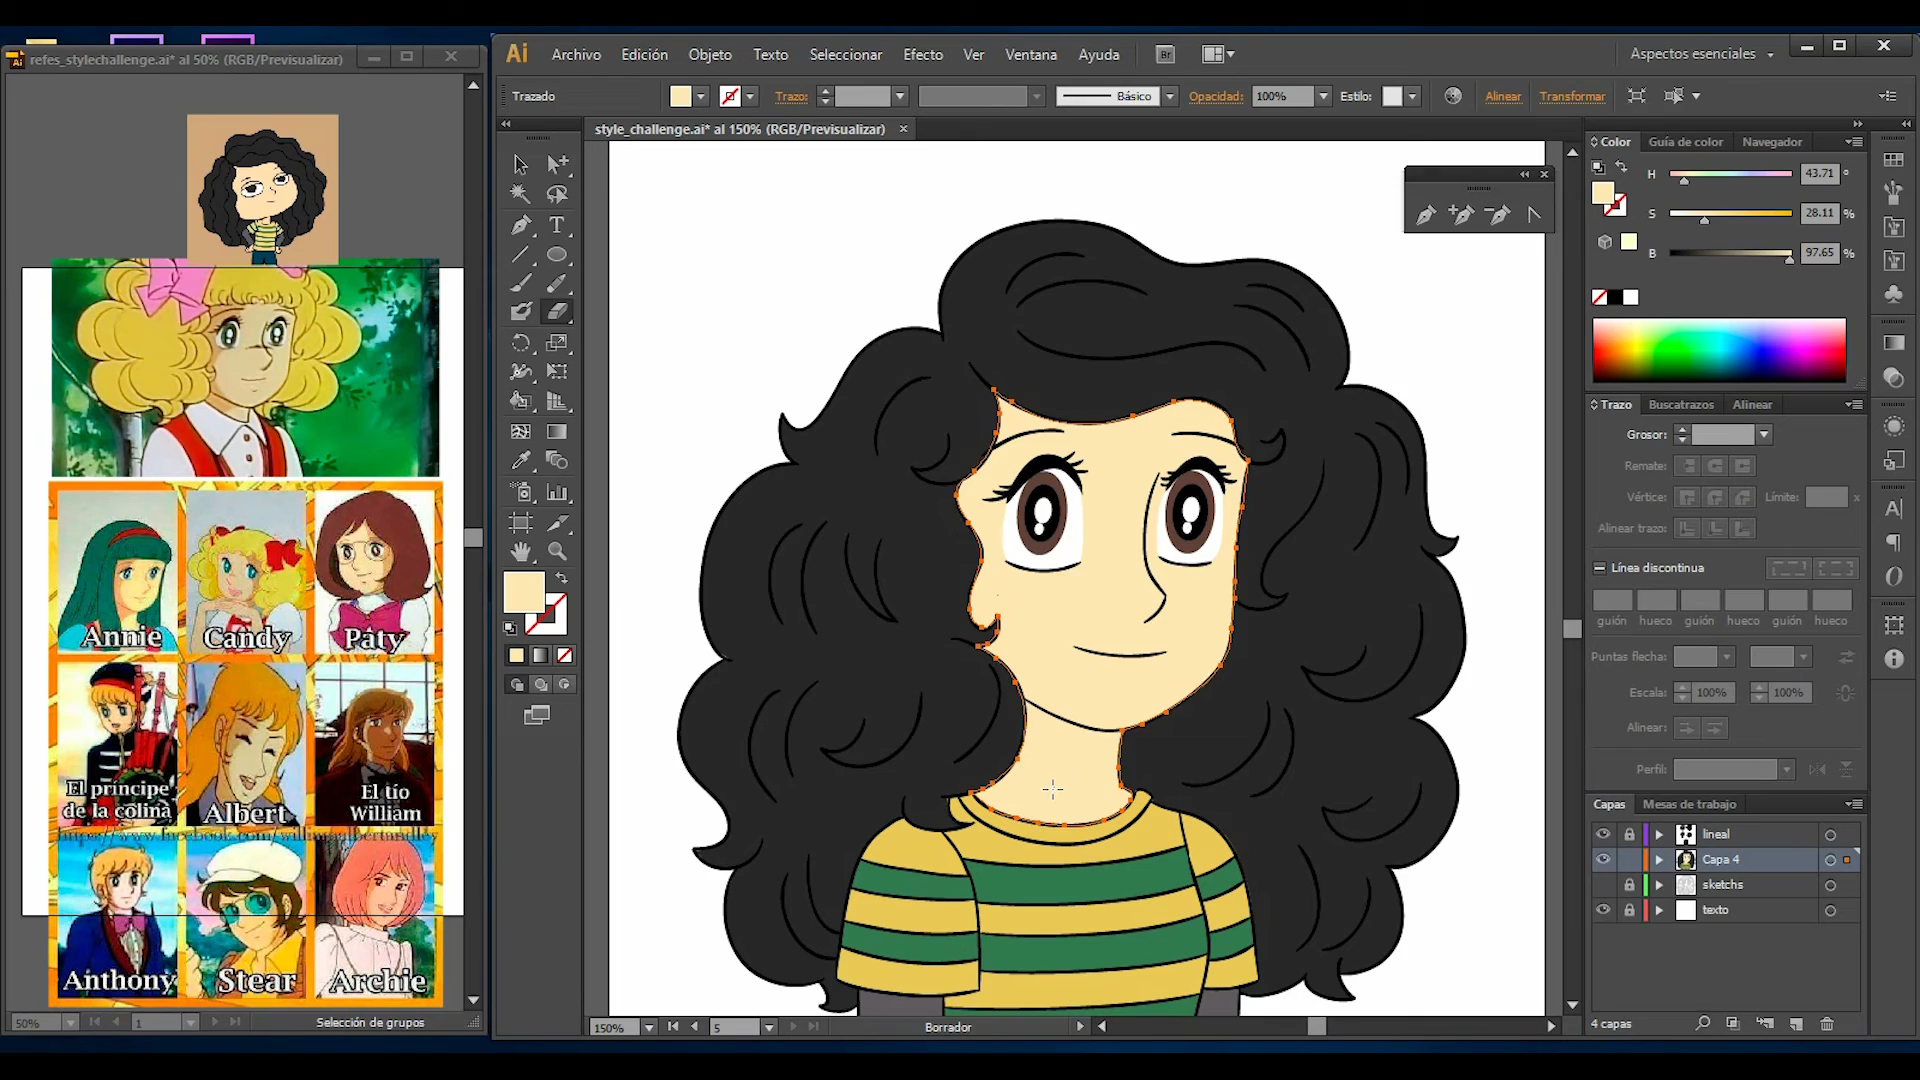 refes_stylechallenge.ai* al 50% (RGB/Previsualizar)
Annie
Candy
Paty
El príncipe
de la colina
Albert
El tío
William
Anthony
Stear
Archie
50%
1
Selección de grupos
Ai
Archivo
Edición
Objeto
Texto
Seleccionar
Efecto
Ver
Ventana
Ayuda
Br
Aspectos esenciales
Trazado
Trazo:
Básico
Opacidad:
100%
Estilo:
Alinear
Transformar
style_challenge.ai* al 150% (RGB/Previsualizar)
150%
5
Borrador
Color
Guía de color
Navegador
H
43.71
°
S
28.11
%
B
97.65
%
Trazo
Buscatrazos
Alinear
Grosor:
Remate:
Vértice:
Límite:
x
Alinear trazo:
Línea discontinua
guión
hueco
guión
hueco
guión
hueco
Puntas flecha:
Escala:
100%
100%
Alinear:
Perfil:
Capas
Mesas de trabajo
lineal
Capa 4
sketchs
texto
4 capas